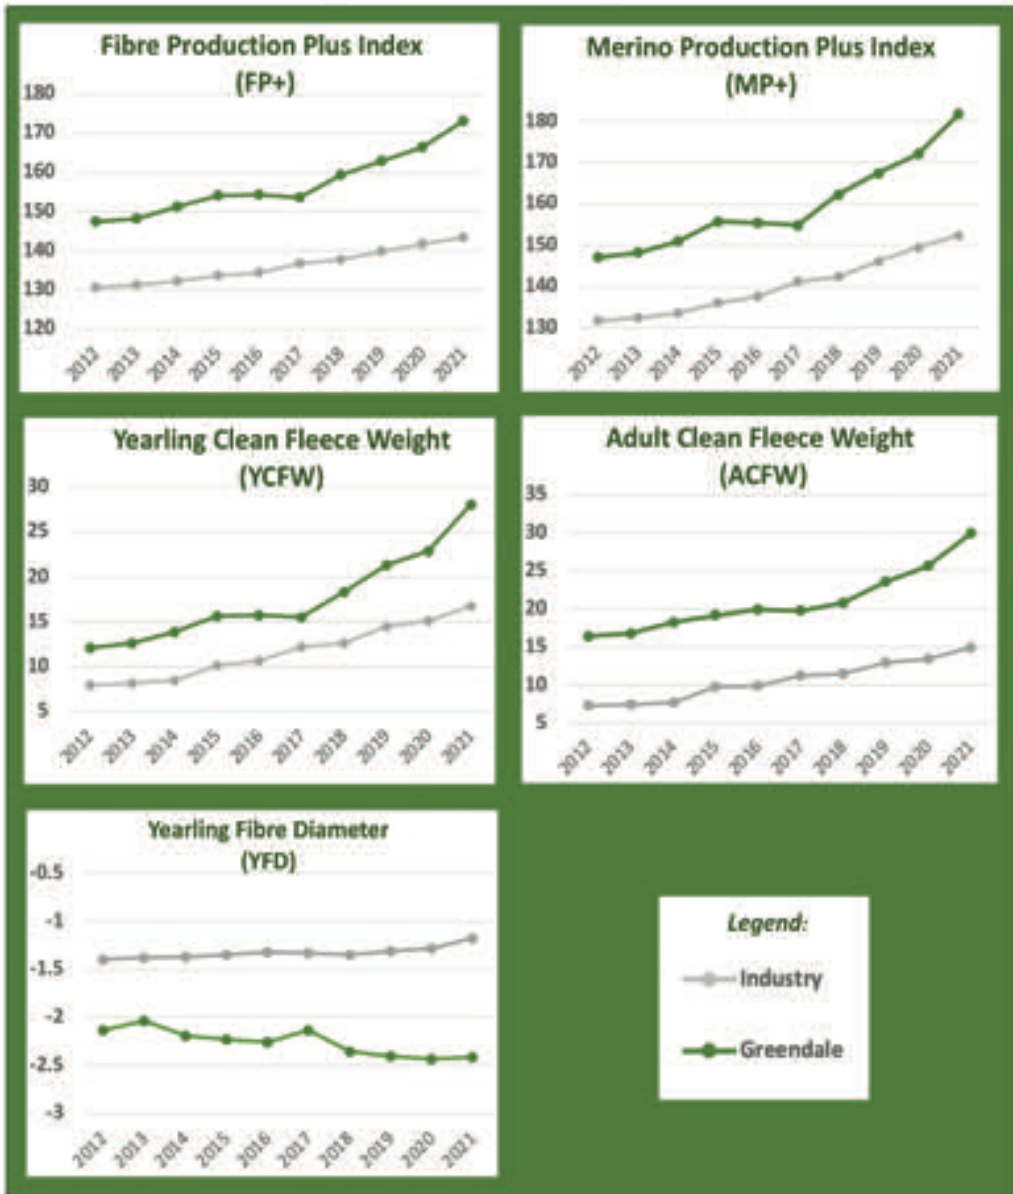 Fibre Production Plus Index
(FP+)
180
170
160
150
140
130
120
2012 2013 2014 2015 2016 2017 2018 2019 2020 2021
Merino Production Plus Index
(MP+)
180
170
160
150
140
130
2012 2013 2014 2015 2016 2017 2018 2019 2020 2021
Yearling Clean Fleece Weight
(YCFW)
30
25
20
15
10
5
2012 2013 2014 2015 2016 2017 2018 2019 2020 2021
Adult Clean Fleece Weight
(ACFW)
35
30
25
20
15
10
5
2012 2013 2014 2015 2016 2017 2018 2019 2020 2021
Yearling Fibre Diameter
(YFD)
-0.5
-1
-1.5
-2
-2.5
-3
2012 2013 2014 2015 2016 2017 2018 2019 2020 2021
Legend:
Industry
Greendale